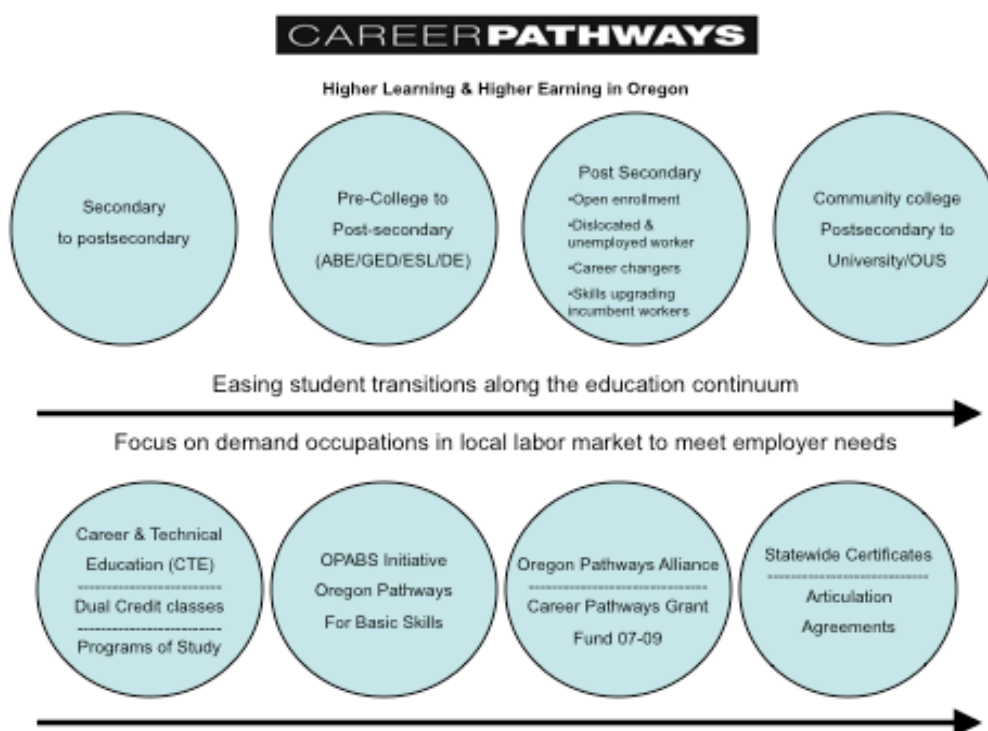 CAREERPATHWAYS
Higher Learning & Higher Earning in Oregon
Secondary
to postsecondary
Pre-College to
Post-secondary
(ABE/GED/ESL/DE)
Post Secondary
•Open enrollment
•Dislocated &
unemployed worker
•Career changers
•Skills upgrading
incumbent workers
Community college
Postsecondary to
University/OUS
Easing student transitions along the education continuum
Focus on demand occupations in local labor market to meet employer needs
Career & Technical
Education (CTE)
Dual Credit classes
Programs of Study
OPABS Initiative
Oregon Pathways
For Basic Skills
Oregon Pathways Alliance
Career Pathways Grant
Fund 07-09
Statewide Certificates
Articulation
Agreements